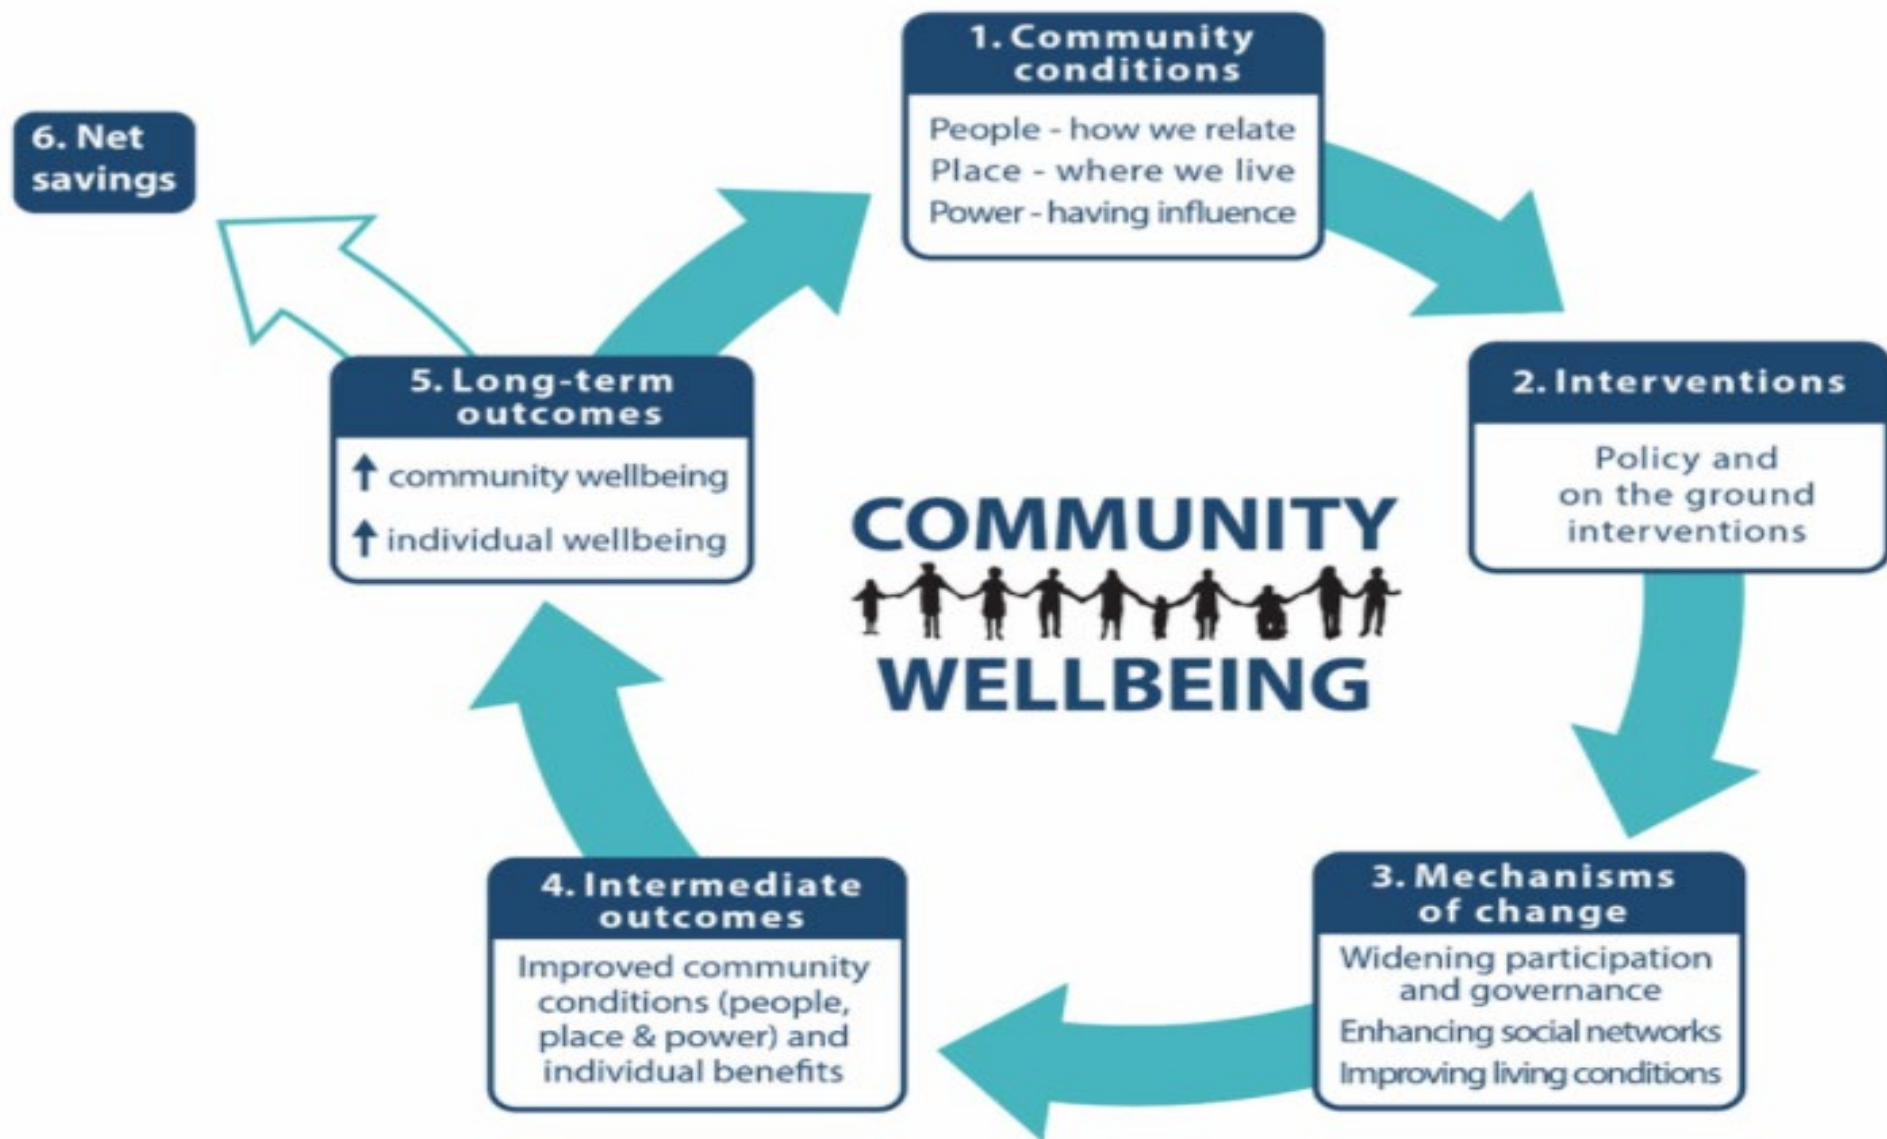 1. Community
conditions
People - how we relate
Place - where we live
Power - having influence
2. Interventions
Policy and
on the ground
interventions
3. Mechanisms
of change
Widening participation
and governance
Enhancing social networks
Improving living conditions
4. Intermediate
outcomes
Improved community
conditions (people,
place & power) and
individual benefits
5. Long-term
outcomes
↑ community wellbeing
↑ individual wellbeing
6. Net
savings
COMMUNITY
WELLBEING